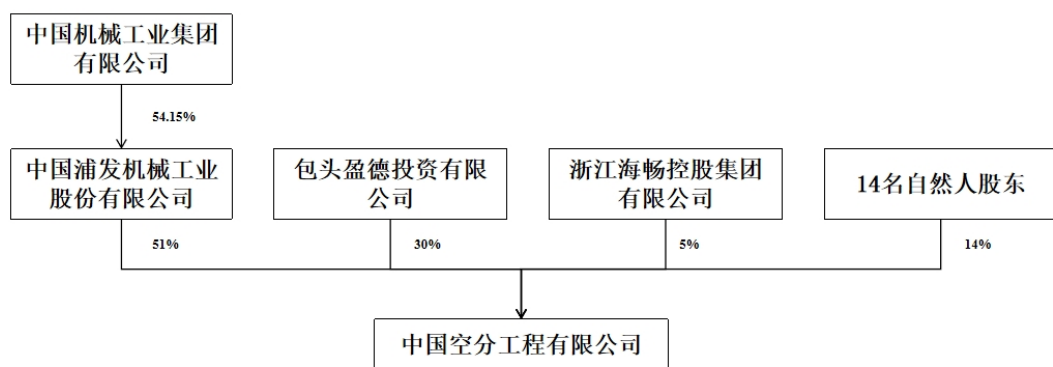 中国机械工业集团
有限公司
54.15%
中国浦发机械工业
股份有限公司
包头盈德投资有限
公司
浙江海畅控股集团
有限公司
14名自然人股东
51%
30%
5%
14%
中国空分工程有限公司